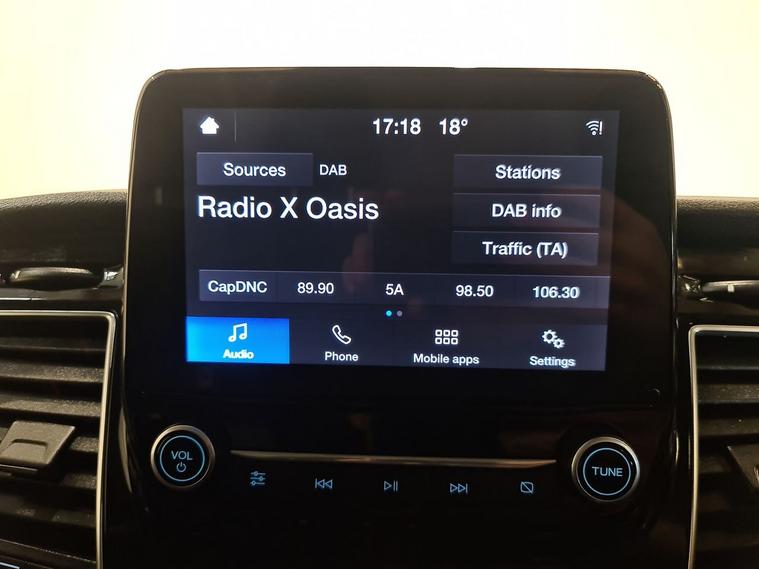 17:18 18°
Sources DAB
Stations
Radio X Oasis
DAB info
Traffic (TA)
CapDNC 89.90 5A 98.50 106.30
Audio Phone Mobile apps Settings
VOL
TUNE